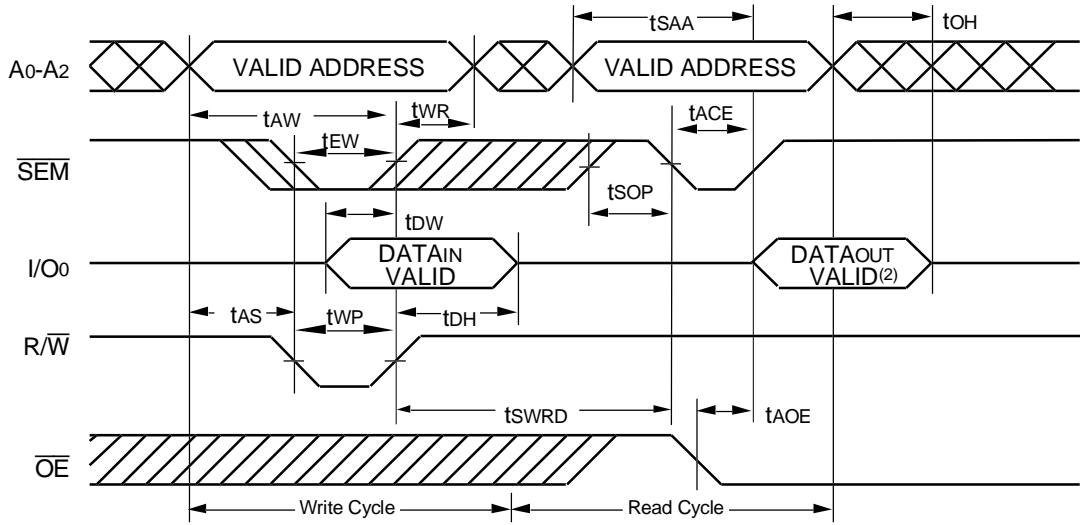 tSAA
tOH
A0-A2
VALID ADDRESS
VALID ADDRESS
tAW
tWR
tACE
tEW
SEM
tSOP
tDW
I/O0
DATAIN
VALID
DATAOUT
VALID(2)
tAS
tWP
tDH
R/W
tSWRD
tAOE
OE
Write Cycle
Read Cycle